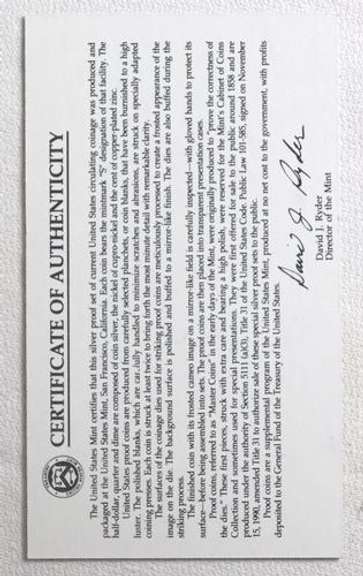 CERTIFICATE OF AUTHENTICITY
The United States Mint certifies that this silver proof set of current United States circulating coinage was produced and
packaged at the United States Mint, San Francisco, California. Each coin bears the mintmark "S" designation of that facility. The
half-dollar, quarter and dime are composed of coin silver, the nickel of cupro-nickel and the cent of copper-plated zinc.
United States proof coins are produced from carefully selected planchets, or coin blanks, that have been burnished to a high
luster. The polished blanks, which are carefully handled to minimize scratches and abrasions, are struck on specially adapted
coining presses. Each coin is struck at least twice to bring forth the most minute detail with remarkable clarity.
The surfaces of the coinage dies used for striking proof coins are meticulously processed to create a frosted appearance of the
image on the die. The background surface is polished and buffed to a mirror-like finish. The dies are also buffed during the
striking process.
The finished coin with its frosted cameo image on a mirror-like field is carefully inspected—with gloved hands to protect its
surface—before being assembled into sets. The proof coins are then placed into transparent presentation cases.
Proof coins, referred to as "Master Coins" in the early days of the Mint, were originally produced to "prove the correctness of
the dies." These first pieces, struck with extra care and bearing a high polish, were reserved for the Mint's Cabinet of Coins
Collection and sometimes used for special presentations. They were first offered for sale to the public around 1858 and are
produced under the authority of Section 5111 (a)(3), Title 31 of the United States Code. Public Law 101-585, signed on November
15, 1990, amended Title 31 to authorize sale of these special silver proof sets to the public.
Proof coins are a supplemental program of the United States Mint, produced at no net cost to the government, with profits
deposited to the General Fund of the Treasury of the United States.
David J. Ryder
David J. Ryder
Director of the Mint